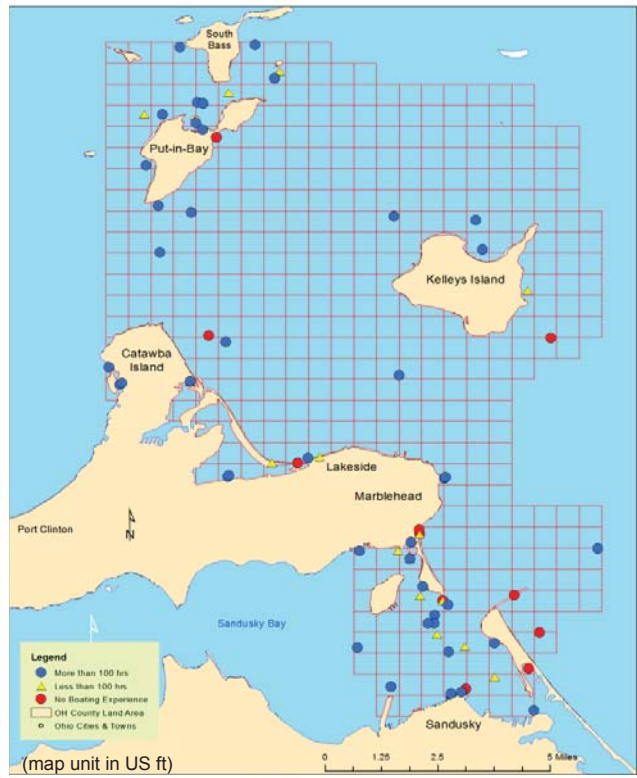 South
Bass
Put-in-Bay
Kelleys Island
Catawba
Island
Lakeside
Marblehead
Port Clinton
N
Sandusky Bay
Legend
More than 100 hrs
Less than 100 hrs
No Boating Experience
OH County Land Area
Ohio Cities & Towns
Sandusky
(map unit in US ft)
0 1.25 2.5 5 Miles